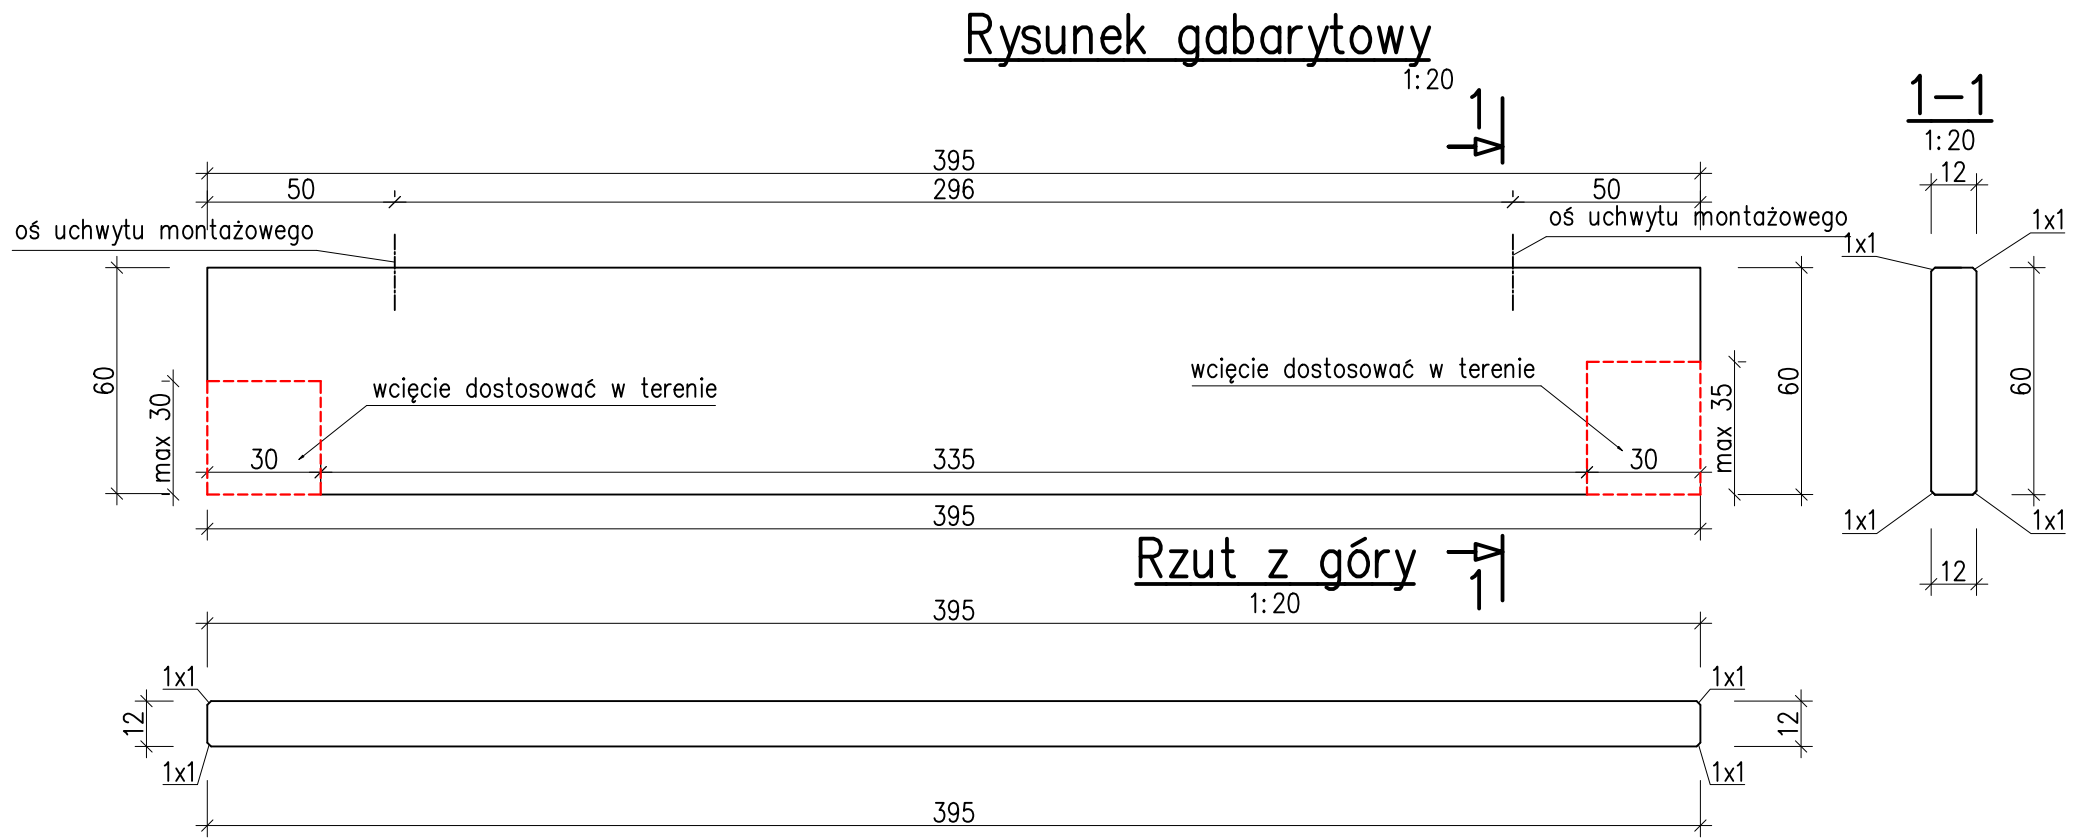 Rysunek gabarytowy
1:20
1
1-1
1:20
395
12
50
296
50
oś uchwytu montażowego
oś uchwytu montażowego
1x1
1x1
60
max 30
wcięcie dostosować w terenie
wcięcie dostosować w terenie
max 35
60
60
30
335
30
395
1x1
1x1
12
Rzut z góry
1:20
1
395
1x1
1x1
12
12
1x1
1x1
395